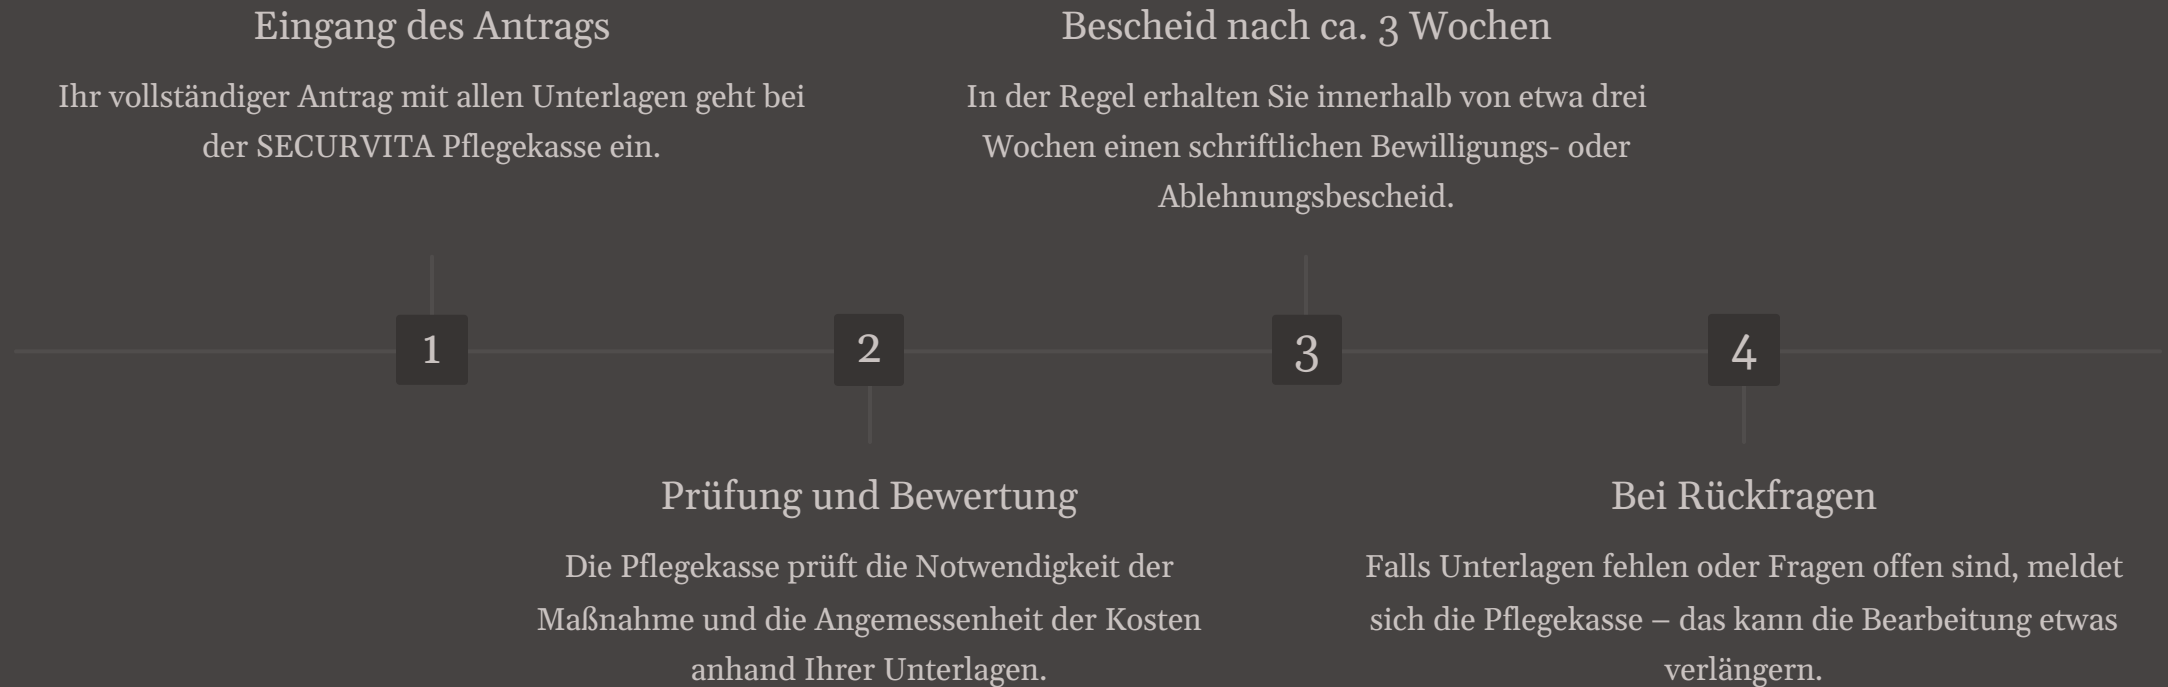 Eingang des Antrags
Ihr vollständiger Antrag mit allen Unterlagen geht bei
der SECURVITA Pflegekasse ein.
1
2
Prüfung und Bewertung
Die Pflegekasse prüft die Notwendigkeit der
Maßnahme und die Angemessenheit der Kosten
anhand Ihrer Unterlagen.
Bescheid nach ca. 3 Wochen
In der Regel erhalten Sie innerhalb von etwa drei
Wochen einen schriftlichen Bewilligungs- oder
Ablehnungsbescheid.
3
4
Bei Rückfragen
Falls Unterlagen fehlen oder Fragen offen sind, meldet
sich die Pflegekasse – das kann die Bearbeitung etwas
verlängern.